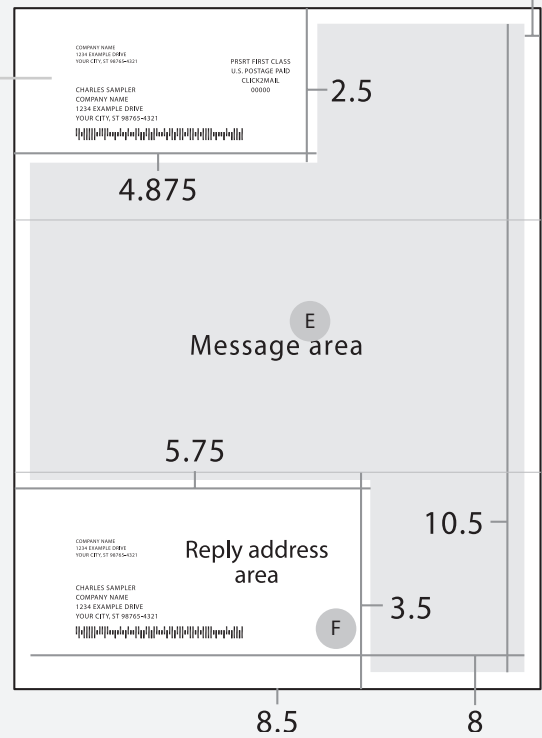 COMPANY NAME
1234 EXAMPLE DRIVE
YOUR CITY, ST 98765-4321
PRSRT FIRST CLASS
U.S. POSTAGE PAID
CLICK2MAIL
00000
CHARLES SAMPLER
COMPANY NAME
1234 EXAMPLE DRIVE
YOUR CITY, ST 98765-4321
2.5
4.875
E
Message area
5.75
10.5
COMPANY NAME
1234 EXAMPLE DRIVE
YOUR CITY, ST 98765-4321
Reply address
area
CHARLES SAMPLER
COMPANY NAME
1234 EXAMPLE DRIVE
YOUR CITY, ST 98765-4321
3.5
F
8.5
8